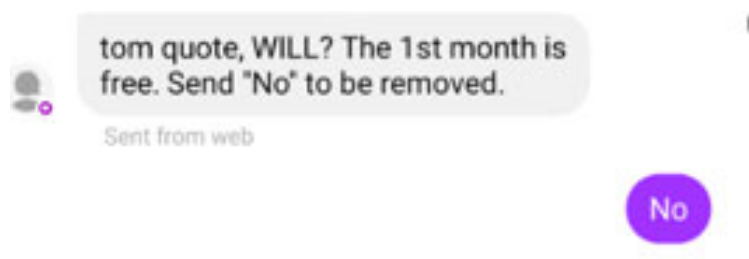 tom quote, WILL? The 1st month is
free. Send "No" to be removed.
Sent from web
No